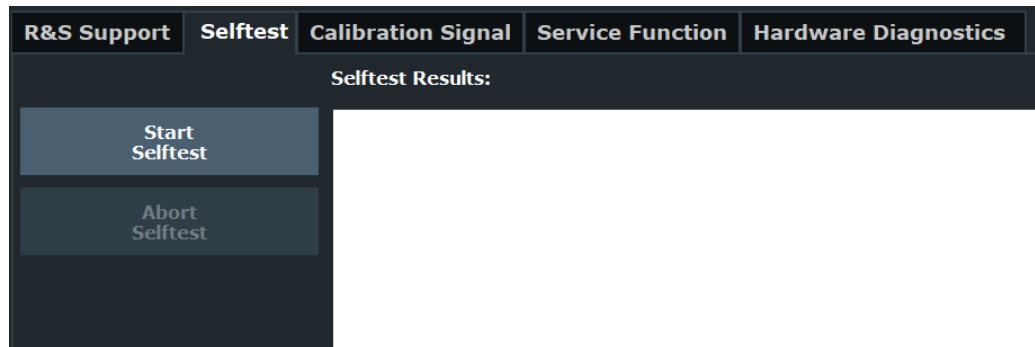 R&S Support Selftest Calibration Signal Service Function Hardware Diagnostics
Selftest Results:
Start
Selftest
Abort
Selftest